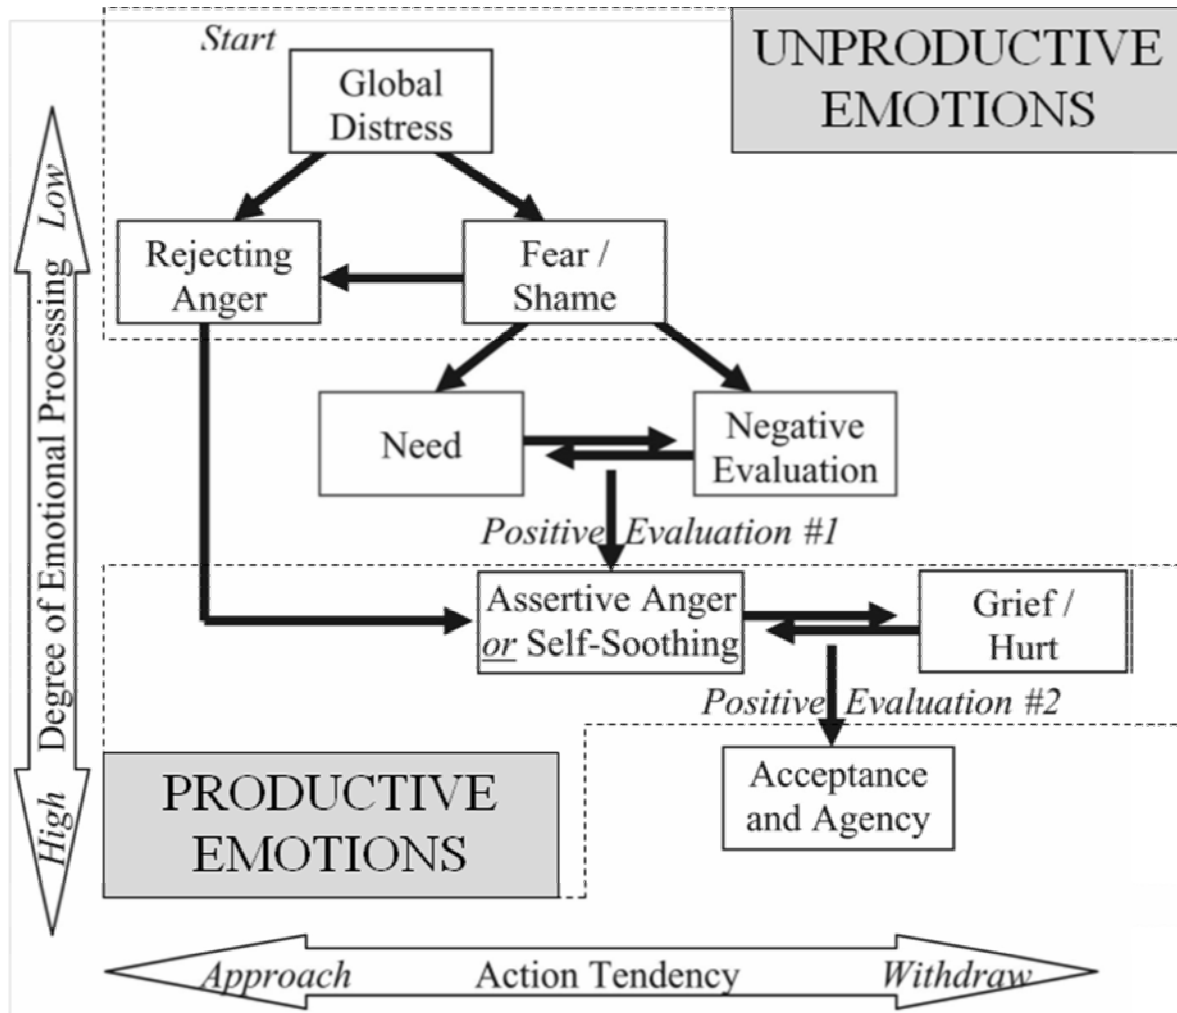 Start
UNPRODUCTIVE
EMOTIONS
Global
Distress
Low
Rejecting
Anger
Fear /
Shame
Degree of Emotional Processing
Need
Negative
Evaluation
Positive Evaluation #1
Assertive Anger
or Self-Soothing
Grief /
Hurt
Positive Evaluation #2
High
PRODUCTIVE
EMOTIONS
Acceptance
and Agency
Approach Action Tendency Withdraw